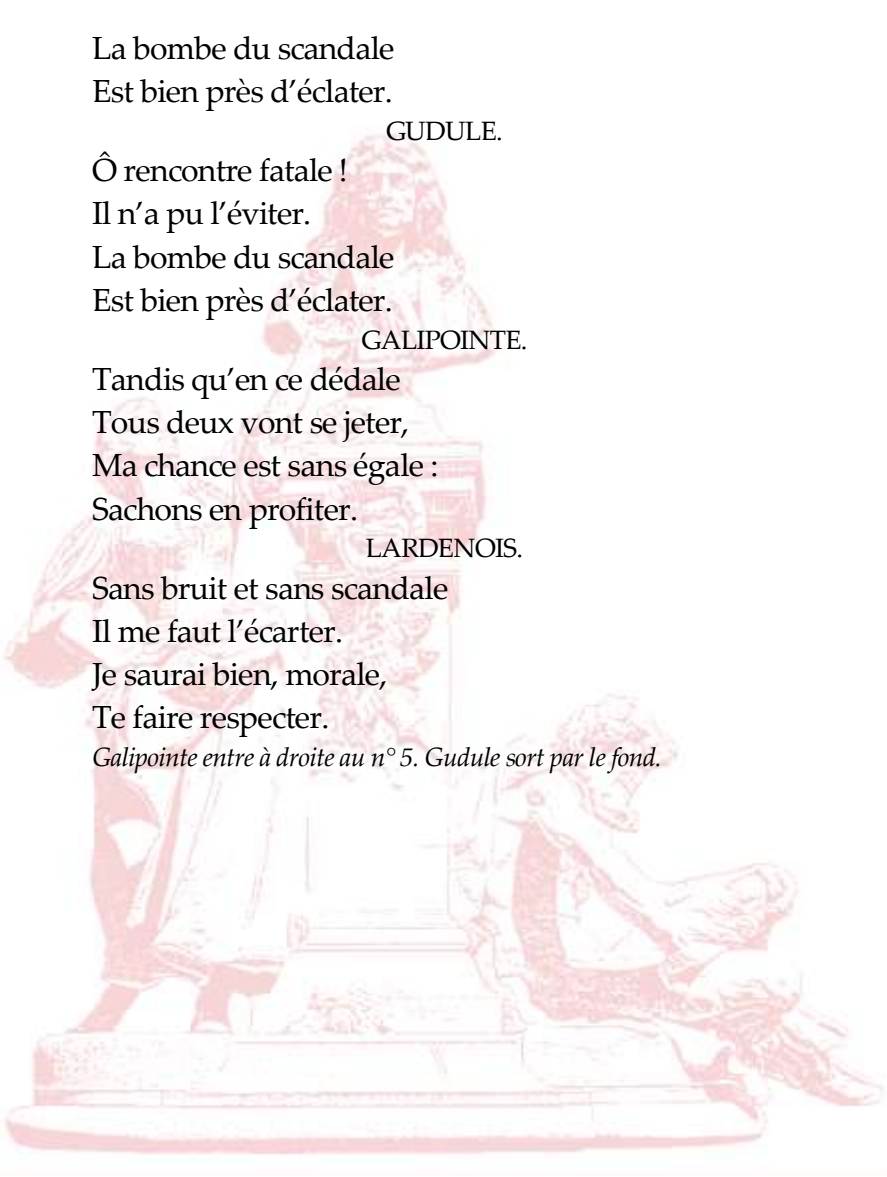 La bombe du scandale
Est bien près d’éclater.
GUDULE.
Ô rencontre fatale !
Il n’a pu l’éviter.
La bombe du scandale
Est bien près d’éclater.
GALIPOINTE.
Tandis qu’en ce dédale
Tous deux vont se jeter,
Ma chance est sans égale :
Sachons en profiter.
LARDENOIS.
Sans bruit et sans scandale
Il me faut l’écarter.
Je saurai bien, morale,
Te faire respecter.
Galipointe entre à droite au n° 5. Gudule sort par le fond.